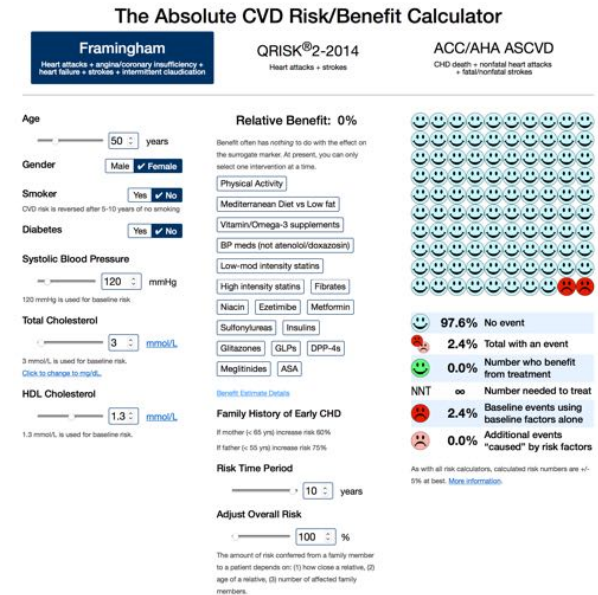 The Absolute CVD Risk/Benefit Calculator
Framingham
Heart attacks + angina/coronary insufficiency +
heart failure + strokes + intermittent claudication
QRISK®2-2014
Heart attacks + strokes
ACC/AHA ASCVD
CHD death + nonfatal heart attacks
+ fatal/nonfatal strokes
Age
50 years
Gender
Male ✔ Female
Smoker
Yes ✔ No
CVD risk is reversed after 5-10 years of no smoking
Diabetes
Yes ✔ No
Systolic Blood Pressure
120 mmHg
120 mmHg is used for baseline risk
Total Cholesterol
3 mmol/L
3 mmol/L is used for baseline risk.
Click to change to mg/dL.
HDL Cholesterol
1.3 mmol/L
1.3 mmol/L is used for baseline risk.
Relative Benefit: 0%
Benefit often has nothing to do with the effect on
the surrogate marker. At present, you can only
select one intervention at a time.
Physical Activity
Mediterranean Diet vs Low fat
Vitamin/Omega-3 supplements
BP meds (not atenolol/doxazosin)
Low-mod intensity statins
High intensity statins Fibrates
Niacin Ezetimibe Metformin
Sulfonylureas Insulins
Glitazones GLPs DPP-4s
Meglitinides ASA
Benefit Estimate Details
Family History of Early CHD
If mother (< 65 yrs) increase risk 60%
If father (< 55 yrs) increase risk 75%
Risk Time Period
10 years
Adjust Overall Risk
100 %
The amount of risk conferred from a family member
to a patient depends on: (1) how close a relative, (2)
age of a relative, (3) number of affected family
members.
97.6% No event
2.4% Total with an event
0.0% Number who benefit
from treatment
NNT ∞ Number needed to treat
2.4% Baseline events using
baseline factors alone
0.0% Additional events
"caused" by risk factors
As with all risk calculators, calculated risk numbers are +/-
5% at best. More information.